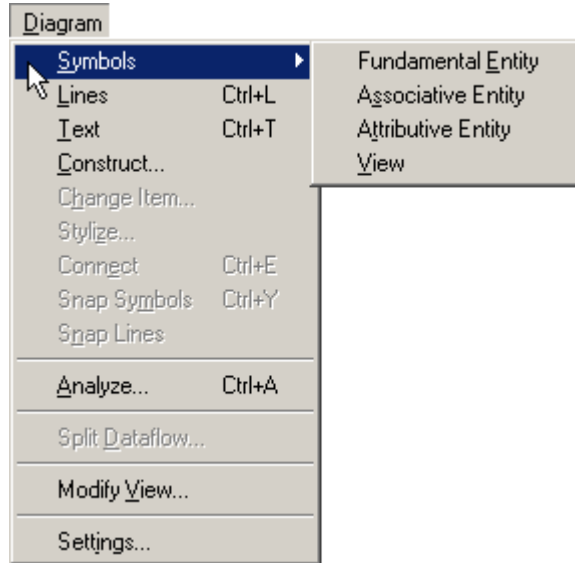 Diagram
Symbols
Fundamental Entity
Lines Ctrl+L
Associative Entity
Text Ctrl+T
Attributive Entity
Construct...
View
Change Item...
Stylize...
Connect Ctrl+E
Snap Symbols Ctrl+Y
Snap Lines
Analyze... Ctrl+A
Split Dataflow...
Modify View...
Settings...